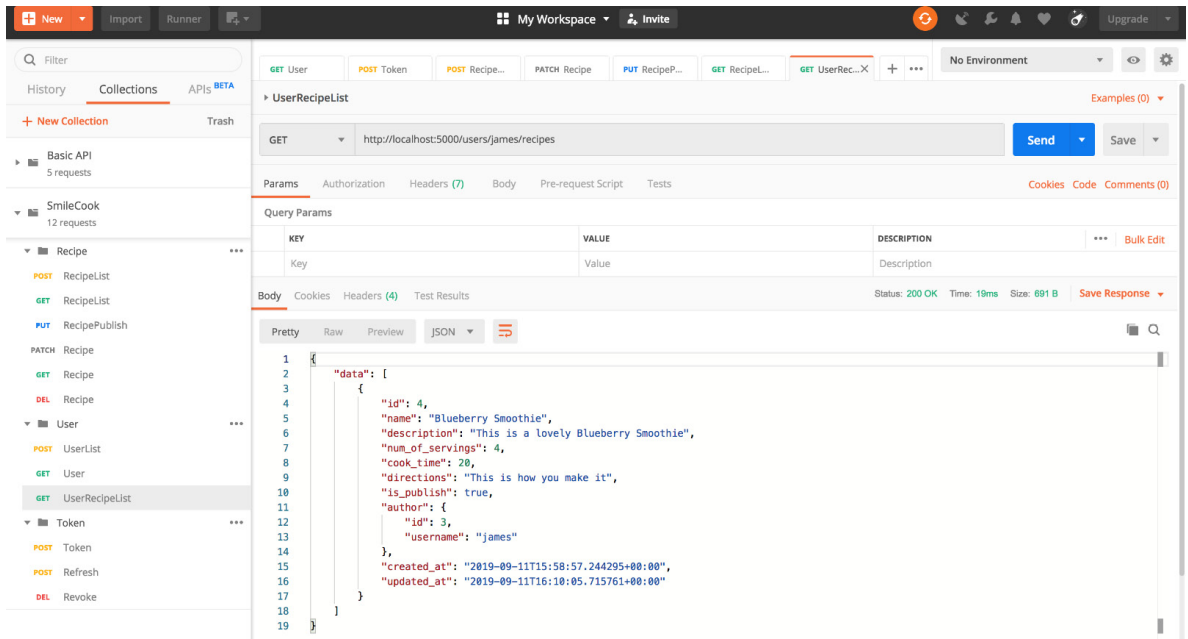 New Import Runner My Workspace Invite Upgrade
Filter
History Collections APIs BETA
+ New Collection Trash
Basic API
5 requests
SmileCook
12 requests
Recipe
POST RecipeList
GET RecipeList
PUT RecipePublish
PATCH Recipe
GET Recipe
DEL Recipe
User
POST UserList
GET User
GET UserRecipeList
Token
POST Token
POST Refresh
DEL Revoke
GET User POST Token POST Recipe... PATCH Recipe PUT RecipeP... GET RecipeL... GET UserRec... No Environment
UserRecipeList Examples (0)
GET http://localhost:5000/users/james/recipes Send Save
Params Authorization Headers (7) Body Pre-request Script Tests Cookies Code Comments (0)
Query Params
KEY VALUE DESCRIPTION Bulk Edit
Key Value Description
Body Cookies Headers (4) Test Results Status: 200 OK Time: 19ms Size: 691 B Save Response
Pretty Raw Preview JSON
1 {
2 "data": [
3 {
4 "id": 4,
5 "name": "Blueberry Smoothie",
6 "description": "This is a lovely Blueberry Smoothie",
7 "num_of_servings": 4,
8 "cook_time": 20,
9 "directions": "This is how you make it",
10 "is_publish": true,
11 "author": {
12 "id": 3,
13 "username": "james"
14 },
15 "created_at": "2019-09-11T15:58:57.244295+00:00",
16 "updated_at": "2019-09-11T16:10:05.715761+00:00"
17 }
18 ]
19 }